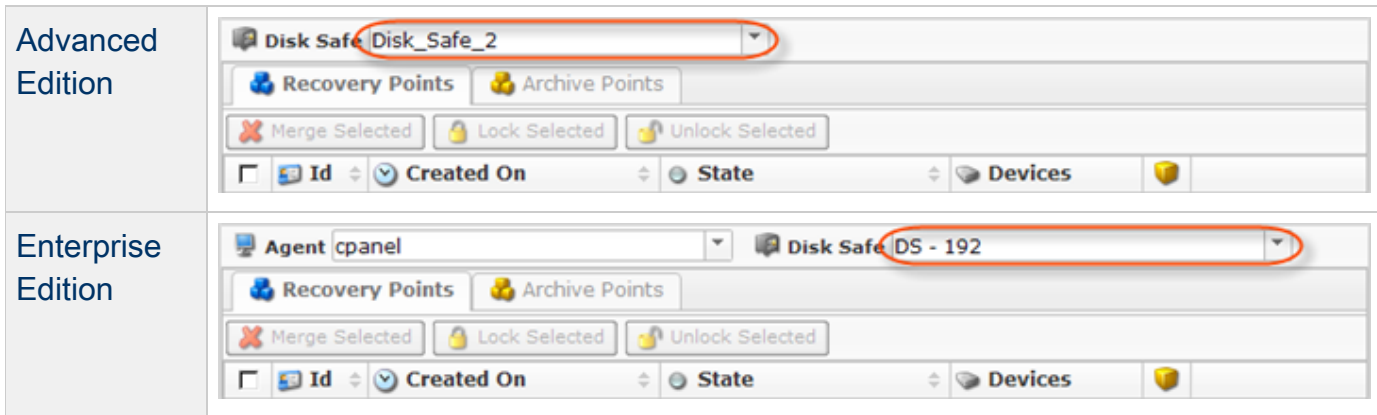 Advanced Edition
Disk Safe Disk_Safe_2
Recovery Points Archive Points
Merge Selected Lock Selected Unlock Selected
Id Created On State Devices
Enterprise Edition
Agent cpanel Disk Safe DS - 192
Recovery Points Archive Points
Merge Selected Lock Selected Unlock Selected
Id Created On State Devices